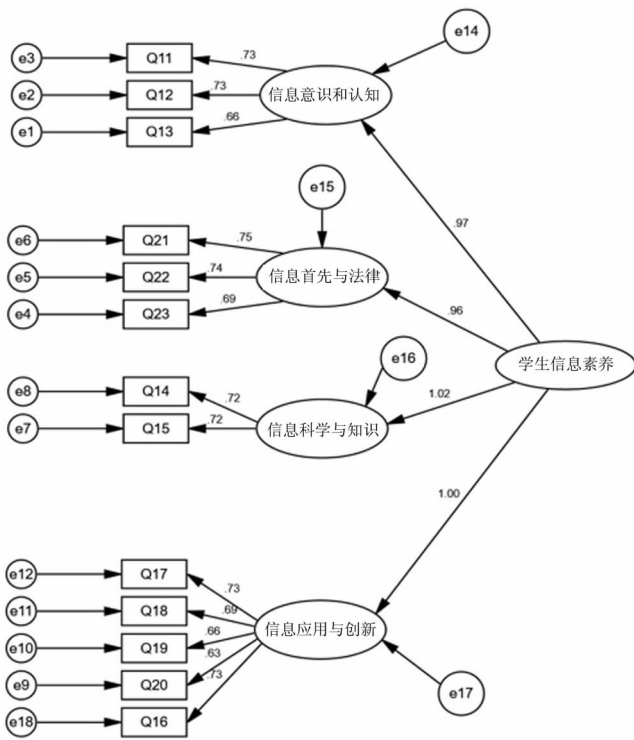 e14
e3 Q11 .73
e2 Q12 .73 信息意识和认知
e1 Q13 .66
e15
.97
e6 Q21 .75
e5 Q22 .74 信息首先与法律
e4 Q23 .69
.96
e16
学生信息素养
e8 Q14 .72
1.02
e7 Q15 .72 信息科学与知识
1.00
e12 Q17 .73
e11 Q18 .69
信息应用与创新
e10 Q19 .66
e9 Q20 .63
.73
e17
e18 Q16